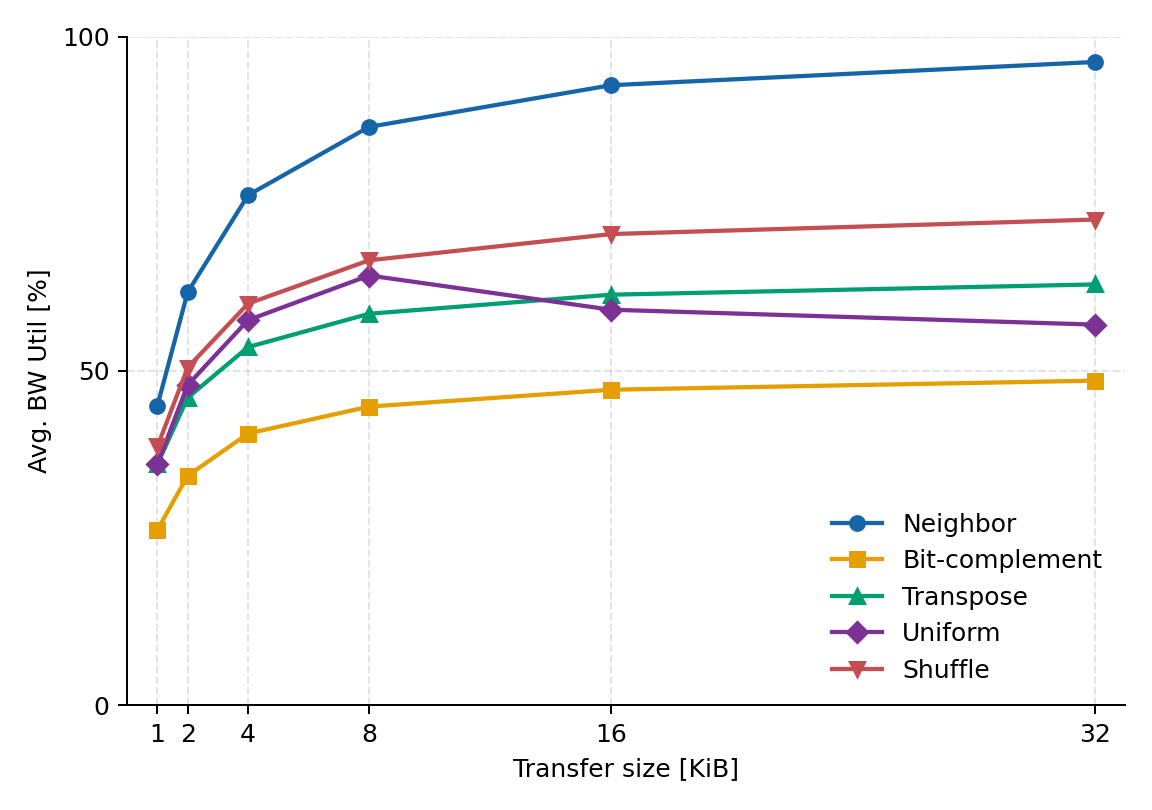 100
50
0
Avg. BW Util [%]
1 2 4 8 16 32
Transfer size [KiB]
Neighbor
Bit-complement
Transpose
Uniform
Shuffle